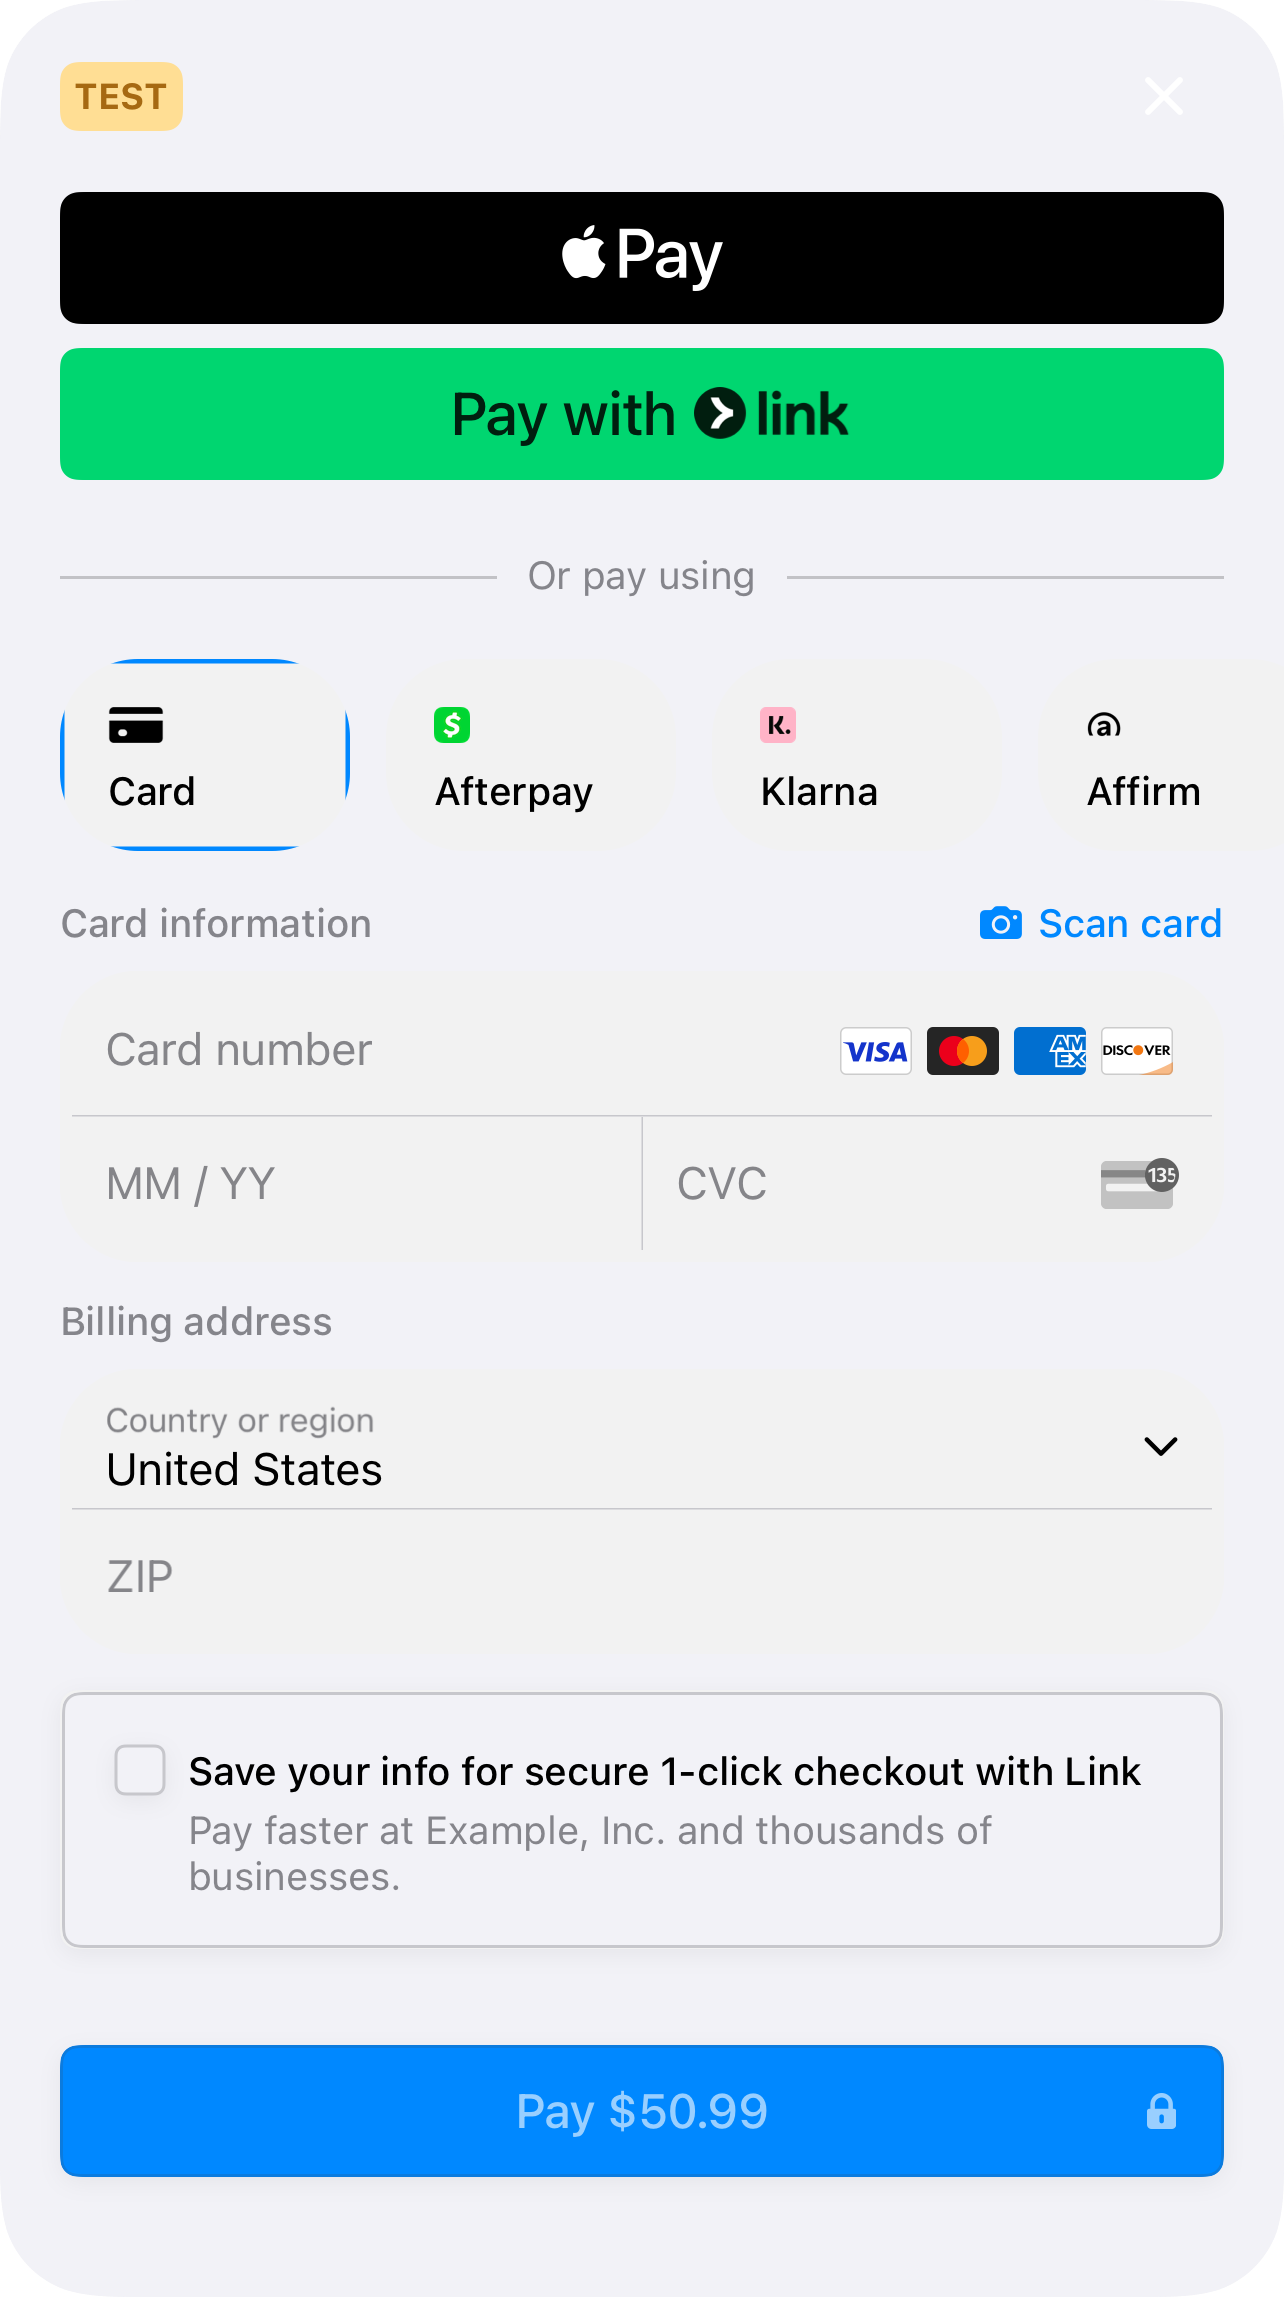 TEST
Pay
Pay with link
Or pay using
Card
Afterpay
Klarna
Affirm
Card information
Scan card
Card number
VISA
AMEX
DISCOVER
MM / YY
CVC
135
Billing address
Country or region
United States
ZIP
Save your info for secure 1-click checkout with Link
Pay faster at Example, Inc. and thousands of
businesses.
Pay $50.99